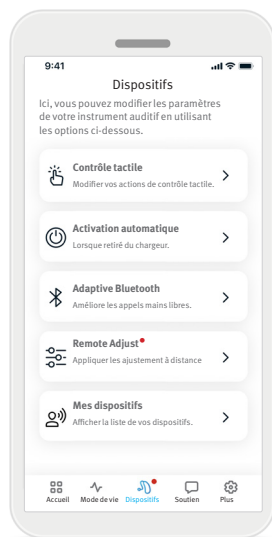 9:41
Dispositifs
Ici, vous pouvez modifier les paramètres
de votre instrument auditif en utilisant
les options ci-dessous.
Contrôle tactile
Modifier vos actions de contrôle tactile.
Activation automatique
Lorsque retiré du chargeur.
Adaptive Bluetooth
Améliore les appels mains libres.
Remote Adjust
Appliquer les ajustement à distance
Mes dispositifs
Afficher la liste de vos dispositifs.
Accueil Mode de vie Dispositifs Soutien Plus